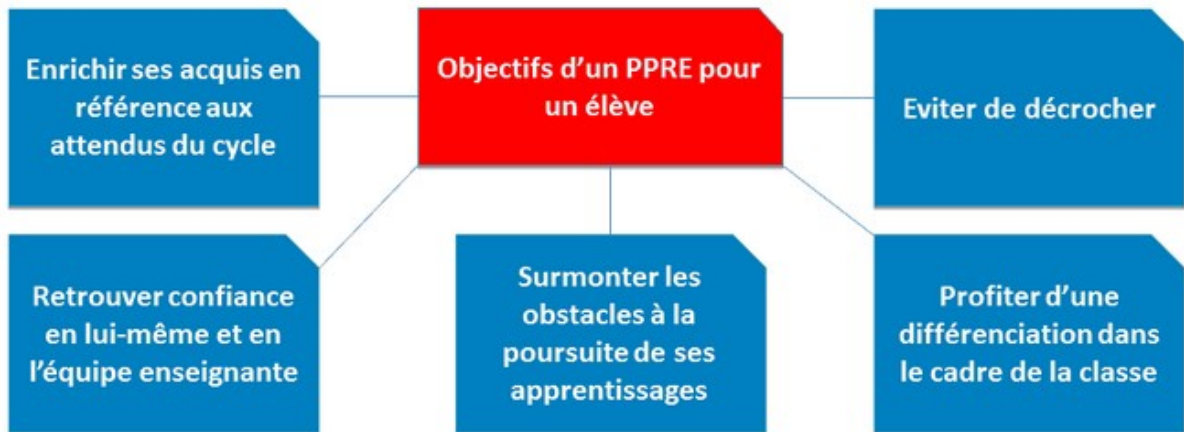 Enrichir ses acquis en
référence aux
attendus du cycle
Objectifs d’un PPRE pour
un élève
Eviter de décrocher
Retrouver confiance
en lui-même et en
l’équipe enseignante
Surmonter les
obstacles à la
poursuite de ses
apprentissages
Profiter d’une
différenciation dans
le cadre de la classe